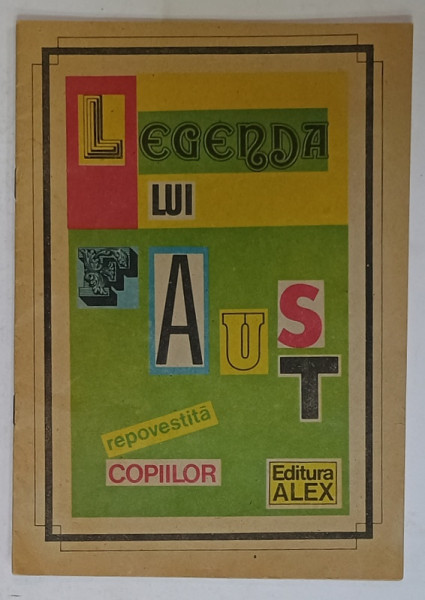 LEGENDA
LUI
FAUST
repovestită
COPIILOR
Editura
ALEX